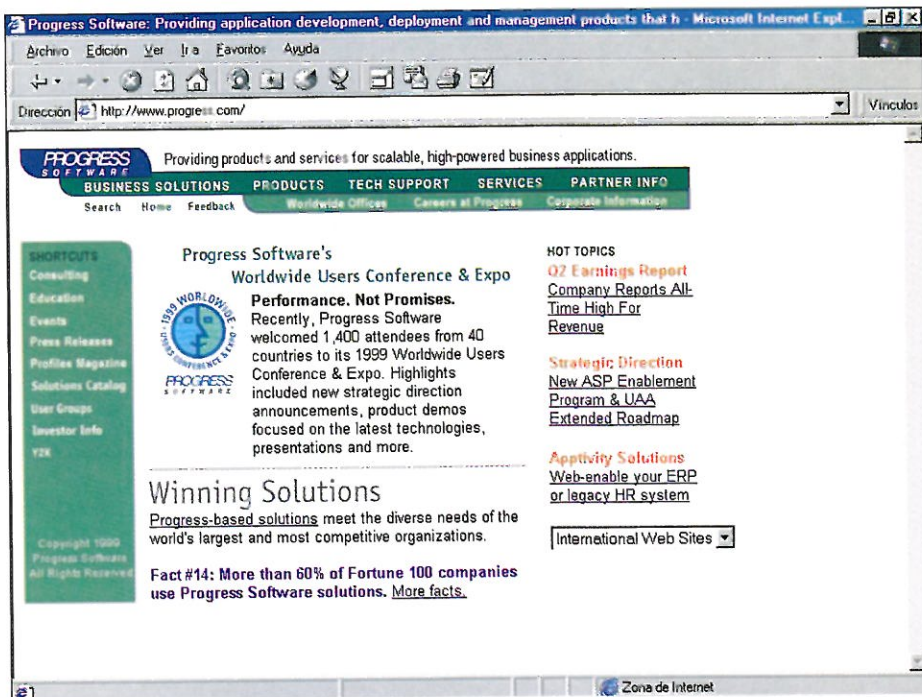 Progress Software: Providing application development, deployment and management products that h - Microsoft Internet Expl...
Archivo Edición Ver Ir a Favoritos Ayuda
Dirección http://www.progress.com/ Vínculos
PROGRESS SOFTWARE
Providing products and services for scalable, high-powered business applications.
BUSINESS SOLUTIONS PRODUCTS TECH SUPPORT SERVICES PARTNER INFO
Search Home Feedback Worldwide Offices Careers at Progress Corporate Information
SHORTCUTS
Consulting
Education
Events
Press Releases
Profiles Magazine
Solutions Catalog
User Groups
Investor Info
Y2K
Copyright 1999
Progress Software
All Rights Reserved
Progress Software's
Worldwide Users Conference & Expo
1999 WORLDWIDE USERS CONFERENCE & EXPO
PROGRESS
SOFTWARE
Performance. Not Promises.
Recently, Progress Software
welcomed 1,400 attendees from 40
countries to its 1999 Worldwide Users
Conference & Expo. Highlights
included new strategic direction
announcements, product demos
focused on the latest technologies,
presentations and more.
Winning Solutions
Progress-based solutions meet the diverse needs of the
world's largest and most competitive organizations.
Fact #14: More than 60% of Fortune 100 companies
use Progress Software solutions. More facts.
HOT TOPICS
Q2 Earnings Report
Company Reports All-
Time High For
Revenue
Strategic Direction
New ASP Enablement
Program & UAA
Extended Roadmap
Apptivity Solutions
Web-enable your ERP
or legacy HR system
International Web Sites
Zona de Internet